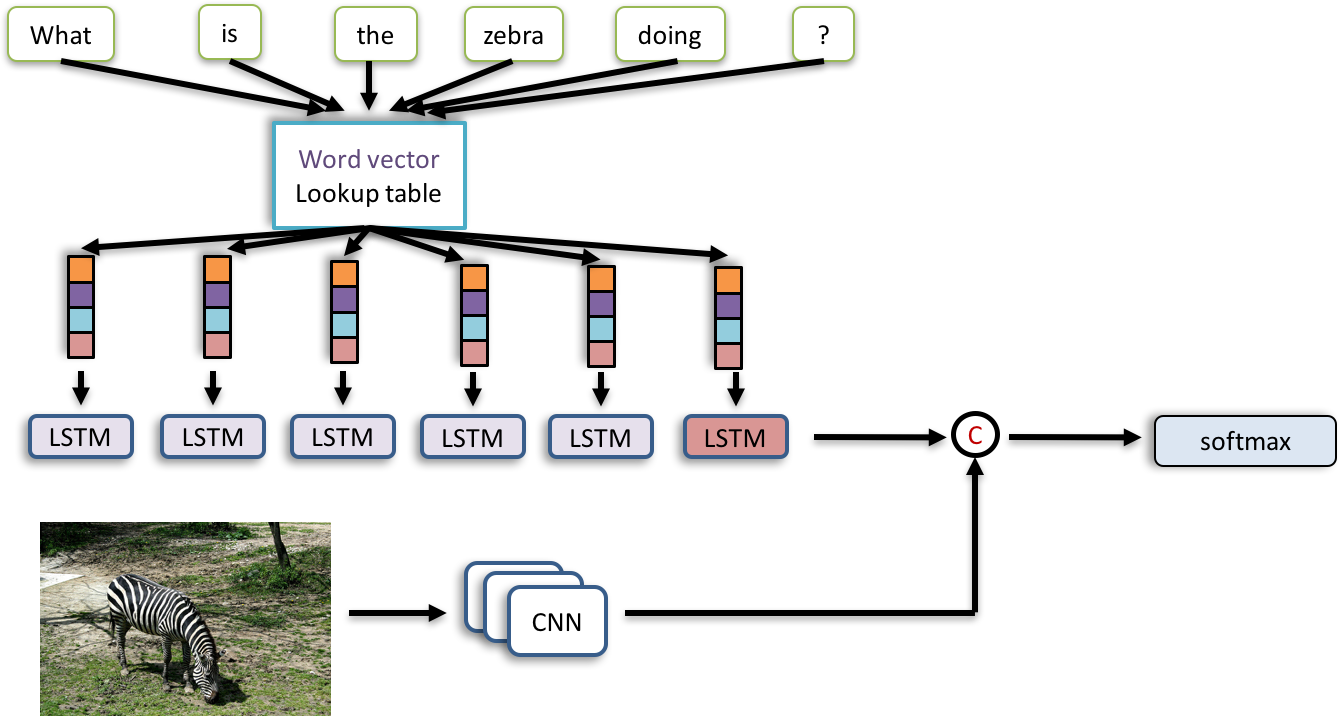 What is the zebra doing ?
Word vector
Lookup table
LSTM LSTM LSTM LSTM LSTM LSTM
C
softmax
CNN